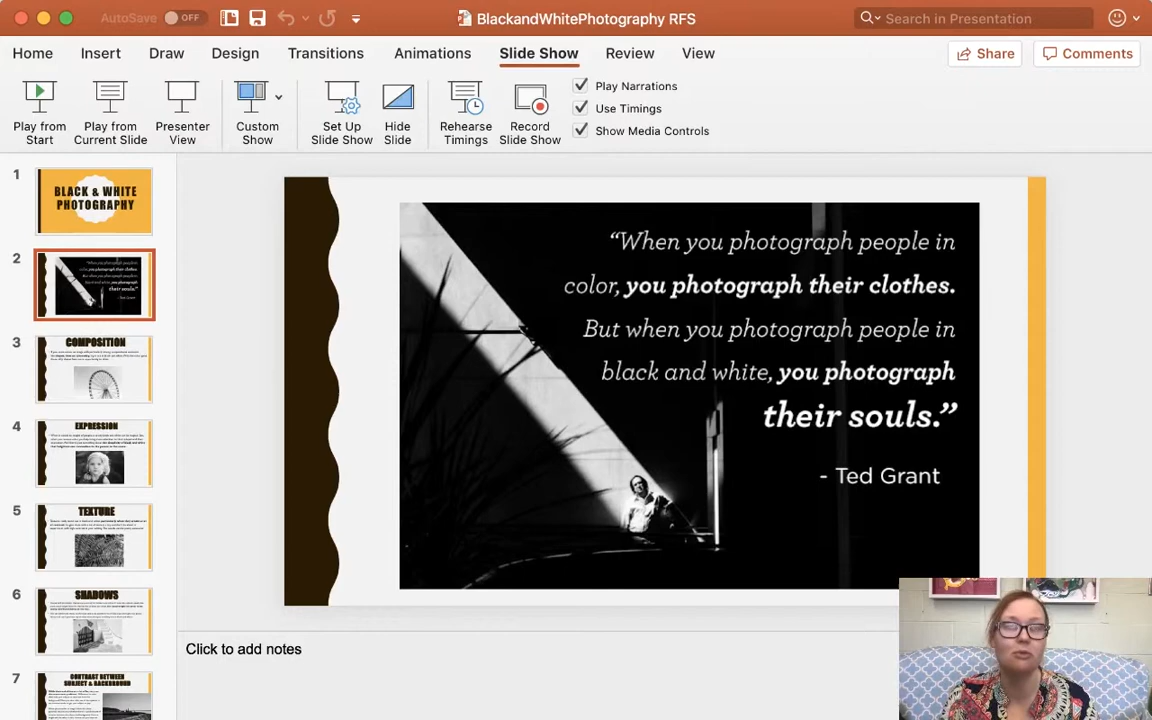 AutoSave OFF
BlackandWhitePhotography RFS
Search in Presentation
Home Insert Draw Design Transitions Animations Slide Show Review View
Share Comments
Play from Start
Play from Current Slide
Presenter View
Custom Show
Set Up Slide Show
Hide Slide
Rehearse Timings
Record Slide Show
Play Narrations
Use Timings
Show Media Controls
1
BLACK & WHITE
PHOTOGRAPHY
2
3
COMPOSITION
4
EXPRESSION
5
TEXTURE
6
SHADOWS
7
CONTRAST BETWEEN
SUBJECT & BACKGROUND
“When you photograph people in
color, you photograph their clothes.
But when you photograph people in
black and white, you photograph
their souls.”
- Ted Grant
Click to add notes